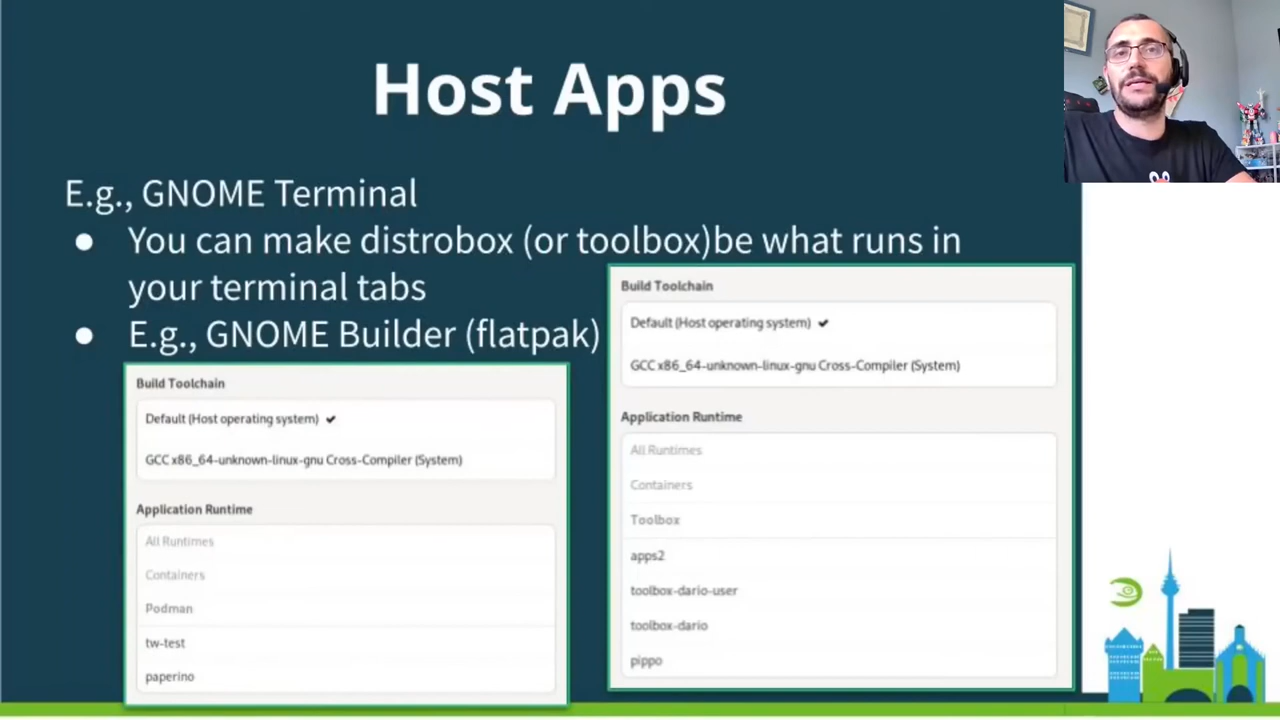 Host Apps
E.g., GNOME Terminal
● You can make distrobox (or toolbox)be what runs in
your terminal tabs
● E.g., GNOME Builder (flatpak)
Build Toolchain
Default (Host operating system) ✔
GCC x86_64-unknown-linux-gnu Cross-Compiler (System)
Application Runtime
All Runtimes
Containers
Podman
tw-test
paperino
Build Toolchain
Default (Host operating system) ✔
GCC x86_64-unknown-linux-gnu Cross-Compiler (System)
Application Runtime
All Runtimes
Containers
Toolbox
apps2
toolbox-dario-user
toolbox-dario
pippo